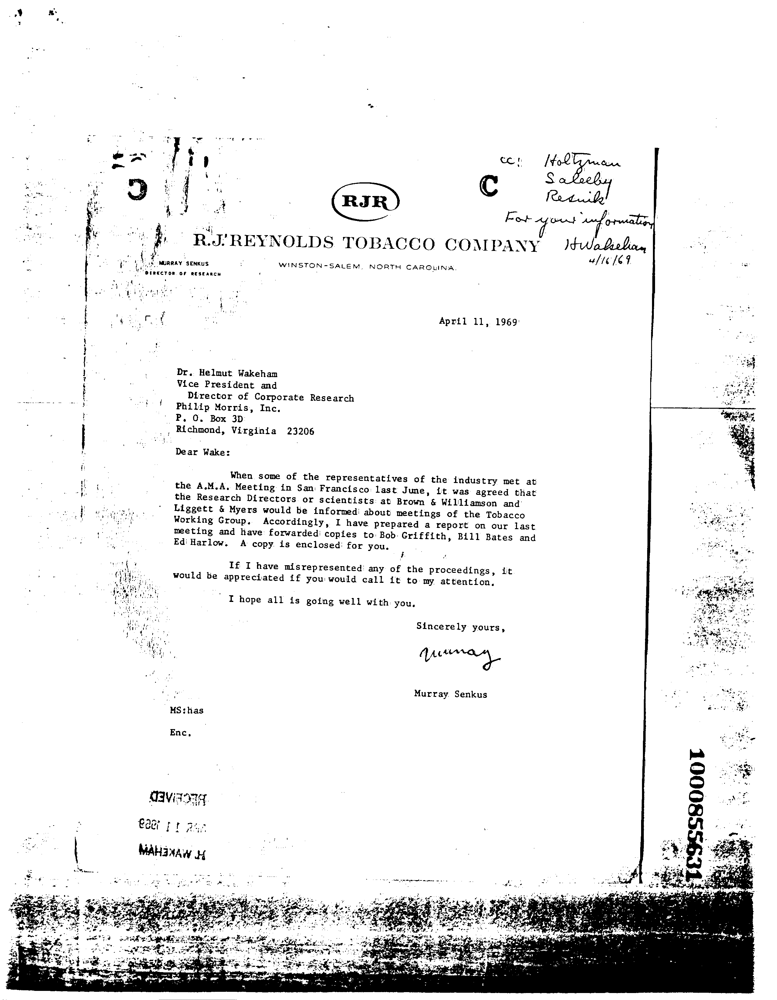 cc: Holtzman
Saleeby
Resnik
For your information
H Wakeham
4/16/69
C
RJR
R.J. REYNOLDS TOBACCO COMPANY
MURRAY SENKUS
DIRECTOR OF RESEARCH
WINSTON-SALEM, NORTH CAROLINA.
April 11, 1969
Dr. Helmut Wakeham
Vice President and
Director of Corporate Research
Philip Morris, Inc.
P. O. Box 3D
Richmond, Virginia 23206
Dear Wake:
When some of the representatives of the industry met at
the A.M.A. Meeting in San Francisco last June, it was agreed that
the Research Directors or scientists at Brown & Williamson and
Liggett & Myers would be informed about meetings of the Tobacco
Working Group. Accordingly, I have prepared a report on our last
meeting and have forwarded copies to Bob Griffith, Bill Bates and
Ed Harlow. A copy is enclosed for you.
If I have misrepresented any of the proceedings, it
would be appreciated if you would call it to my attention.
I hope all is going well with you.
Sincerely yours,
Murray
Murray Senkus
MS:has
Enc.
RECEIVED
APR 11 1969
H. WAKEHAM
1000855631